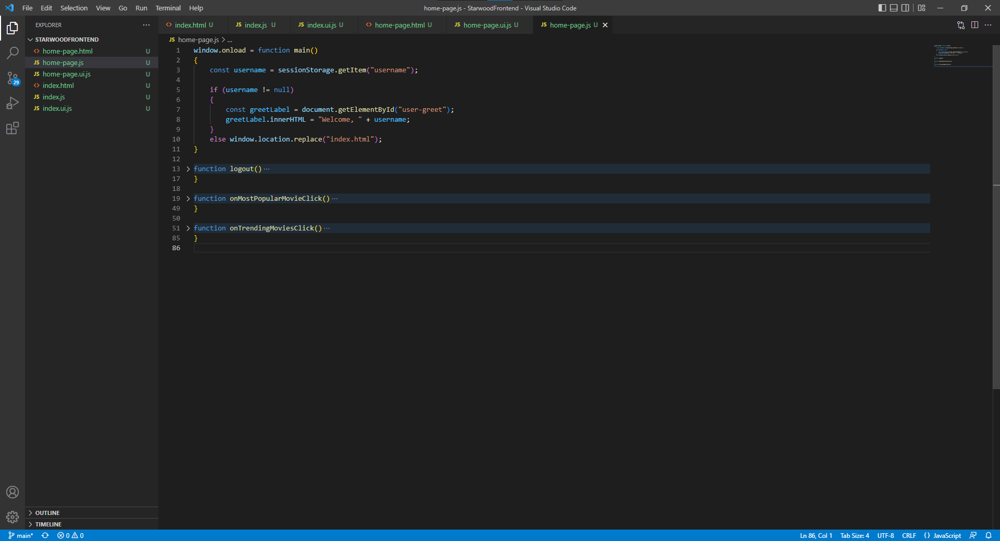 File Edit Selection View Go Run Terminal Help
home-page.js - StarwoodFrontend - Visual Studio Code
EXPLORER
index.html U
index.js U
index.ui.js U
home-page.html U
home-page.ui.js U
home-page.js U
STARWOODFRONTEND
home-page.html U
home-page.js U
home-page.ui.js U
index.html U
index.js U
index.ui.js U
29
JS home-page.js > ...
1 window.onload = function main()
2 {
3 const username = sessionStorage.getItem("username");
4
5 if (username != null)
6 {
7 const greetLabel = document.getElementById("user-greet");
8 greetLabel.innerHTML = "Welcome, " + username;
9 }
10 else window.location.replace("index.html");
11 }
12
13 function logout() ···
17 }
18
19 function onMostPopularMovieClick() ···
49 }
50
51 function onTrendingMoviesClick() ···
85 }
86
OUTLINE
TIMELINE
main* 0 0 Ln 86, Col 1 Tab Size: 4 UTF-8 CRLF {} JavaScript